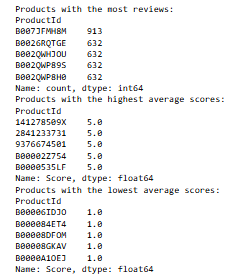 Products with the most reviews:
ProductId
B007JFMH8M    913
B0026RQTGE    632
B002QWHJOU    632
B002QWP89S    632
B002QWP8H0    632
Name: count, dtype: int64
Products with the highest average scores:
ProductId
141278509X    5.0
2841233731    5.0
9376674501    5.0
B00002Z754    5.0
B0000535LF    5.0
Name: Score, dtype: float64
Products with the lowest average scores:
ProductId
B00006IDJO    1.0
B000084ET4    1.0
B00008DFOM    1.0
B00008GKAV    1.0
B0000A1OEJ    1.0
Name: Score, dtype: float64